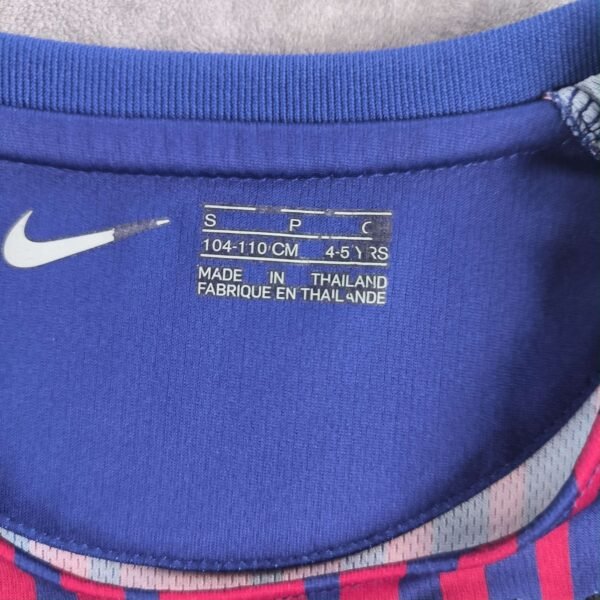 S P C
104-110 CM 4-5 YRS
MADE IN THAILAND
FABRIQUE EN THAILANDE